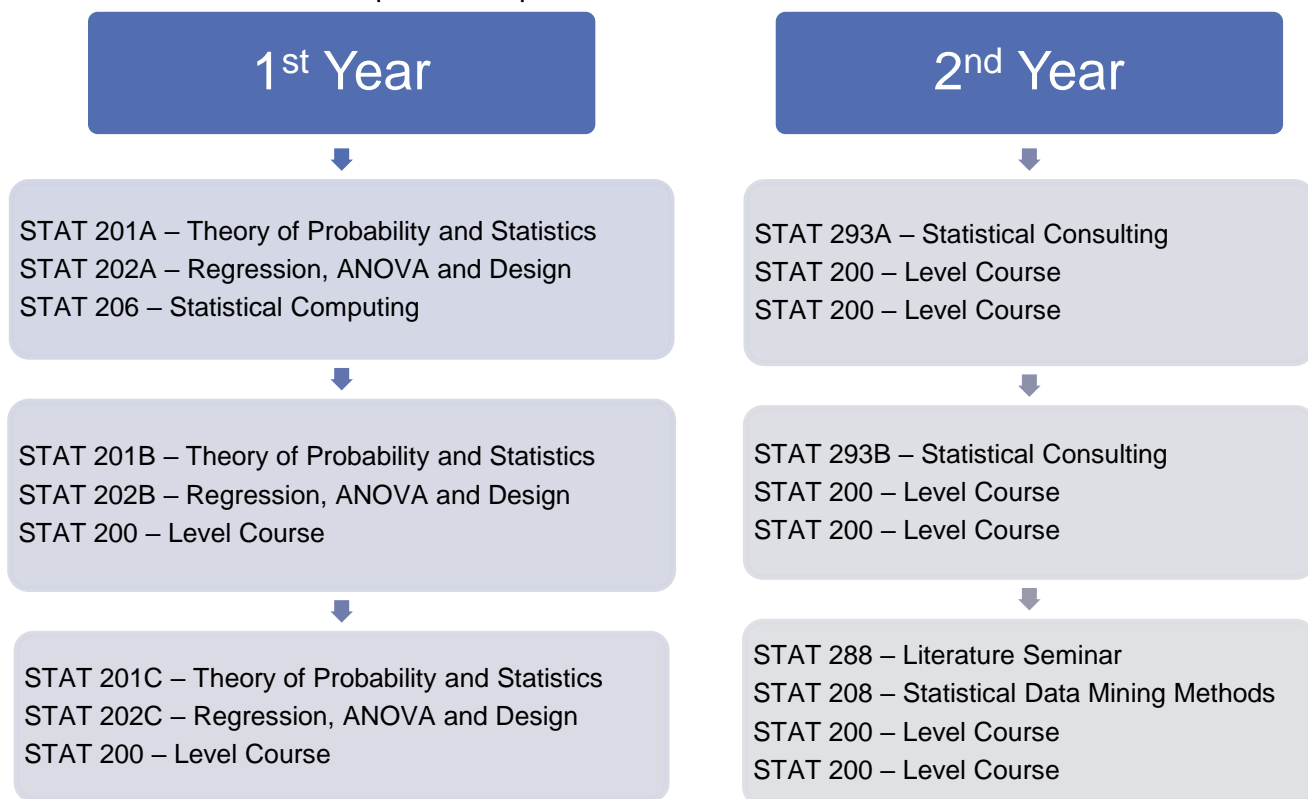 1st Year
STAT 201A – Theory of Probability and Statistics
STAT 202A – Regression, ANOVA and Design
STAT 206 – Statistical Computing
STAT 201B – Theory of Probability and Statistics
STAT 202B – Regression, ANOVA and Design
STAT 200 – Level Course
STAT 201C – Theory of Probability and Statistics
STAT 202C – Regression, ANOVA and Design
STAT 200 – Level Course
2nd Year
STAT 293A – Statistical Consulting
STAT 200 – Level Course
STAT 200 – Level Course
STAT 293B – Statistical Consulting
STAT 200 – Level Course
STAT 200 – Level Course
STAT 288 – Literature Seminar
STAT 208 – Statistical Data Mining Methods
STAT 200 – Level Course
STAT 200 – Level Course